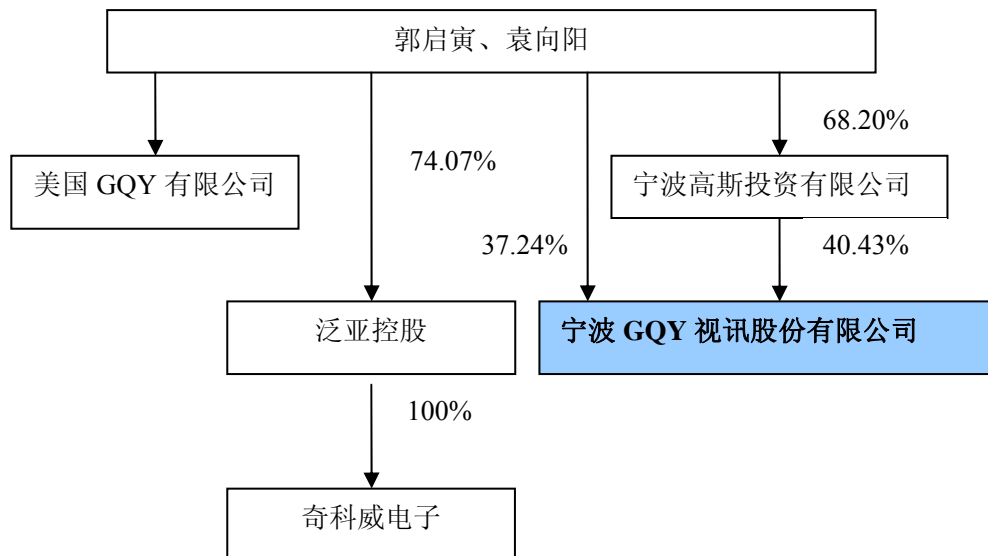 郭启寅、袁向阳
68.20%
74.07%
美国 GQY 有限公司
宁波高斯投资有限公司
37.24%
40.43%
泛亚控股
宁波 GQY 视讯股份有限公司
100%
奇科威电子